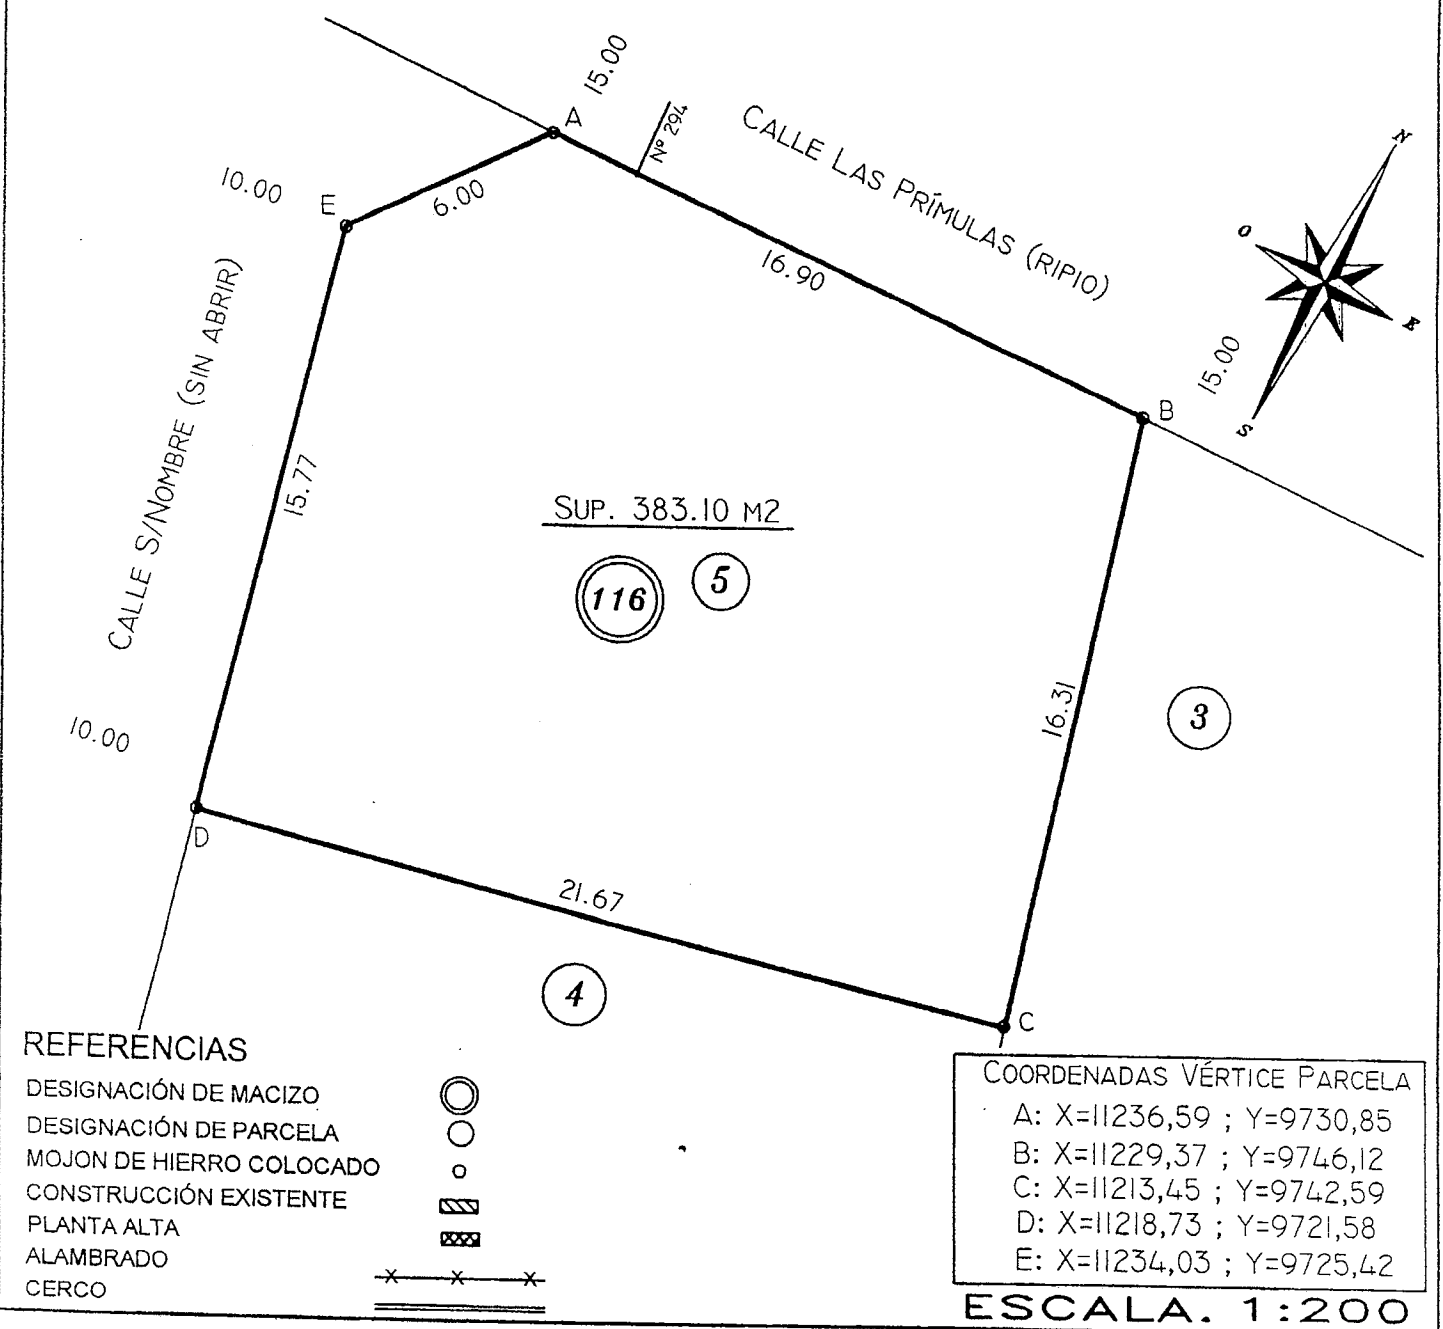 15.00
A
Nº 294
CALLE LAS PRÍMULAS (RIPIO)
N
O
E
S
10.00
E
6.00
16.90
15.00
B
CALLE S/NOMBRE (SIN ABRIR)
15.77
SUP. 383.10 M2
116
5
16.31
3
10.00
D
21.67
4
C
REFERENCIAS
DESIGNACIÓN DE MACIZO
DESIGNACIÓN DE PARCELA
MOJON DE HIERRO COLOCADO
CONSTRUCCIÓN EXISTENTE
PLANTA ALTA
ALAMBRADO
CERCO
COORDENADAS VÉRTICE PARCELA
A: X=11236,59 ; Y=9730,85
B: X=11229,37 ; Y=9746,12
C: X=11213,45 ; Y=9742,59
D: X=11218,73 ; Y=9721,58
E: X=11234,03 ; Y=9725,42
ESCALA. 1:200